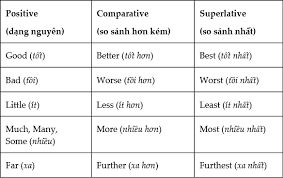 Positive Comparative Superlative
(dạng nguyên) (so sánh hơn kém) (so sánh nhất)
Good (tốt) Better (tốt hơn) Best (tốt nhất)
Bad (tồi) Worse (tồi hơn) Worst (tồi nhất)
Little (ít) Less (ít hơn) Least (ít nhất)
Much, Many, More (nhiều hơn) Most (nhiều nhất)
Some (nhiều)
Far (xa) Further (xa hơn) Furthest (xa nhất)